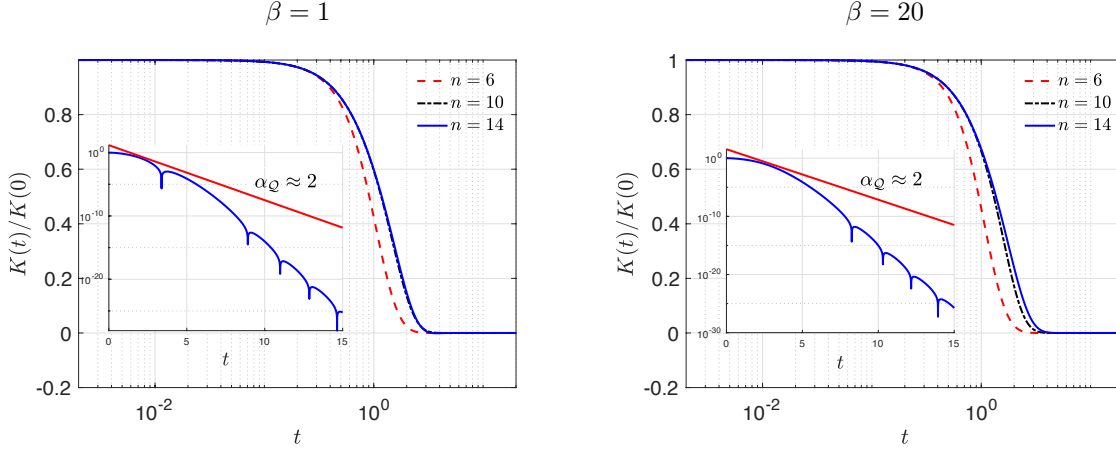 β = 1
K(t)/K(0)
0.8
0.6
0.4
0.2
0
-0.2
10^-2
10^0
t
n = 6
n = 10
n = 14
10^0
10^-10
10^-20
0
5
10
15
t
α_Q ≈ 2
β = 20
K(t)/K(0)
1
0.8
0.6
0.4
0.2
0
-0.2
10^-2
10^0
t
n = 6
n = 10
n = 14
10^0
10^-10
10^-20
10^-30
0
5
10
15
t
α_Q ≈ 2